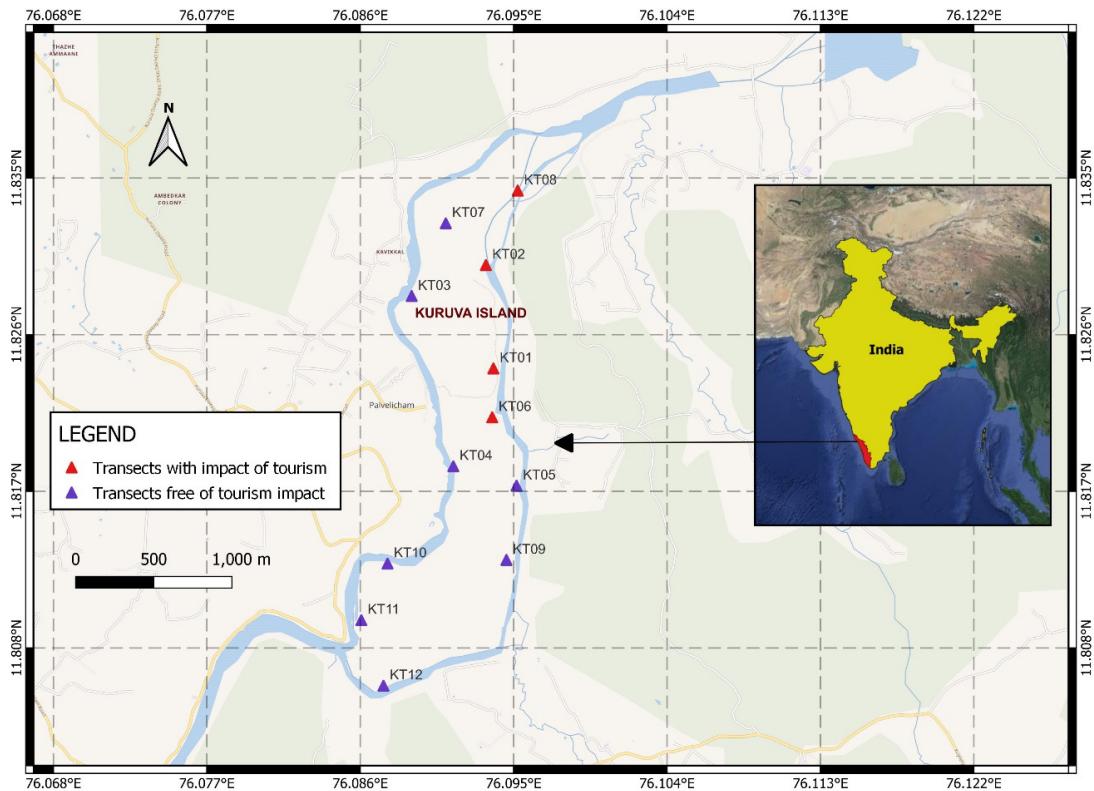 76.068°E 76.077°E 76.086°E 76.095°E 76.104°E 76.113°E 76.122°E
THAZHE
AMMAANE
N
11.835°N
11.835°N
KT08
AMBEDKAR
COLONY
KT07
KAVIKKAL
KT02
KT03
KURUVA ISLAND
11.826°N
11.826°N
India
KT01
Palvelicham
KT06
LEGEND
Transects with impact of tourism
Transects free of tourism impact
KT04
KT05
11.817°N
11.817°N
0 500 1,000 m
KT10
KT09
KT11
11.808°N
11.808°N
KT12
76.068°E 76.077°E 76.086°E 76.095°E 76.104°E 76.113°E 76.122°E